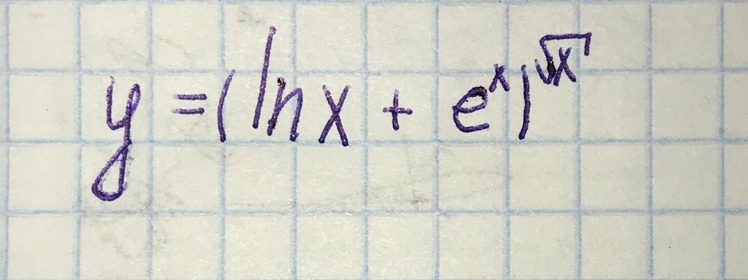 y = (ln x + e^x)^√x